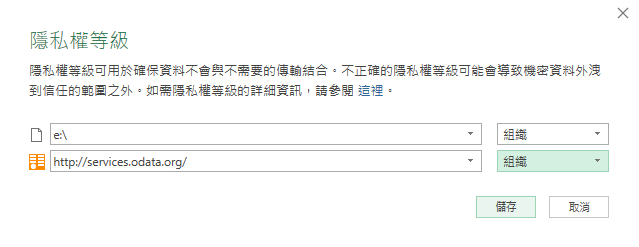 隱私權等級
隱私權等級可用於確保資料不會與不需要的傳輸結合。不正確的隱私權等級可能會導致機密資料外洩
到信任的範圍之外。如需隱私權等級的詳細資訊，請參閱 這裡。
e:\ 組織
http://services.odata.org/ 組織
儲存 取消